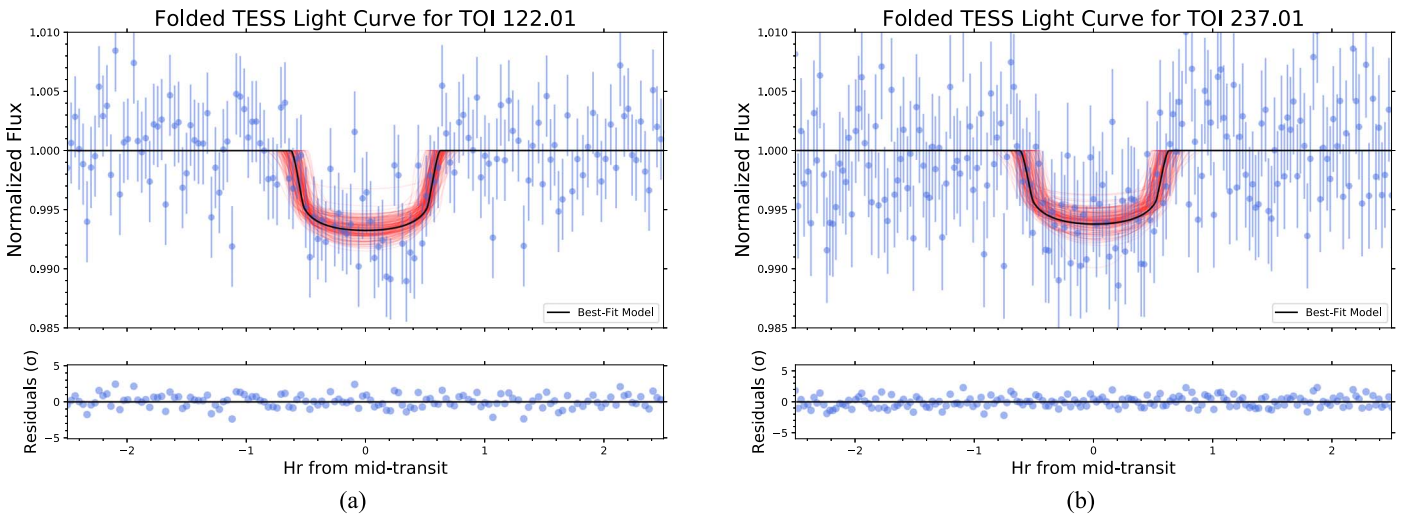 Folded TESS Light Curve for TOI 122.01
1.010
1.005
1.000
0.995
0.990
0.985
Normalized Flux
Best-Fit Model
5
0
−5
Residuals (σ)
−2 −1 0 1 2
Hr from mid-transit
(a)
Folded TESS Light Curve for TOI 237.01
1.010
1.005
1.000
0.995
0.990
0.985
Normalized Flux
Best-Fit Model
5
0
−5
Residuals (σ)
−2 −1 0 1 2
Hr from mid-transit
(b)